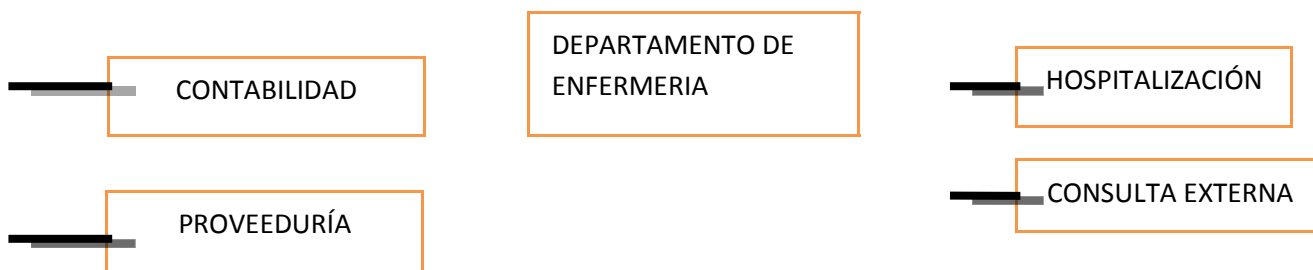 CONTABILIDAD
DEPARTAMENTO DE
ENFERMERIA
HOSPITALIZACIÓN
CONSULTA EXTERNA
PROVEEDURÍA